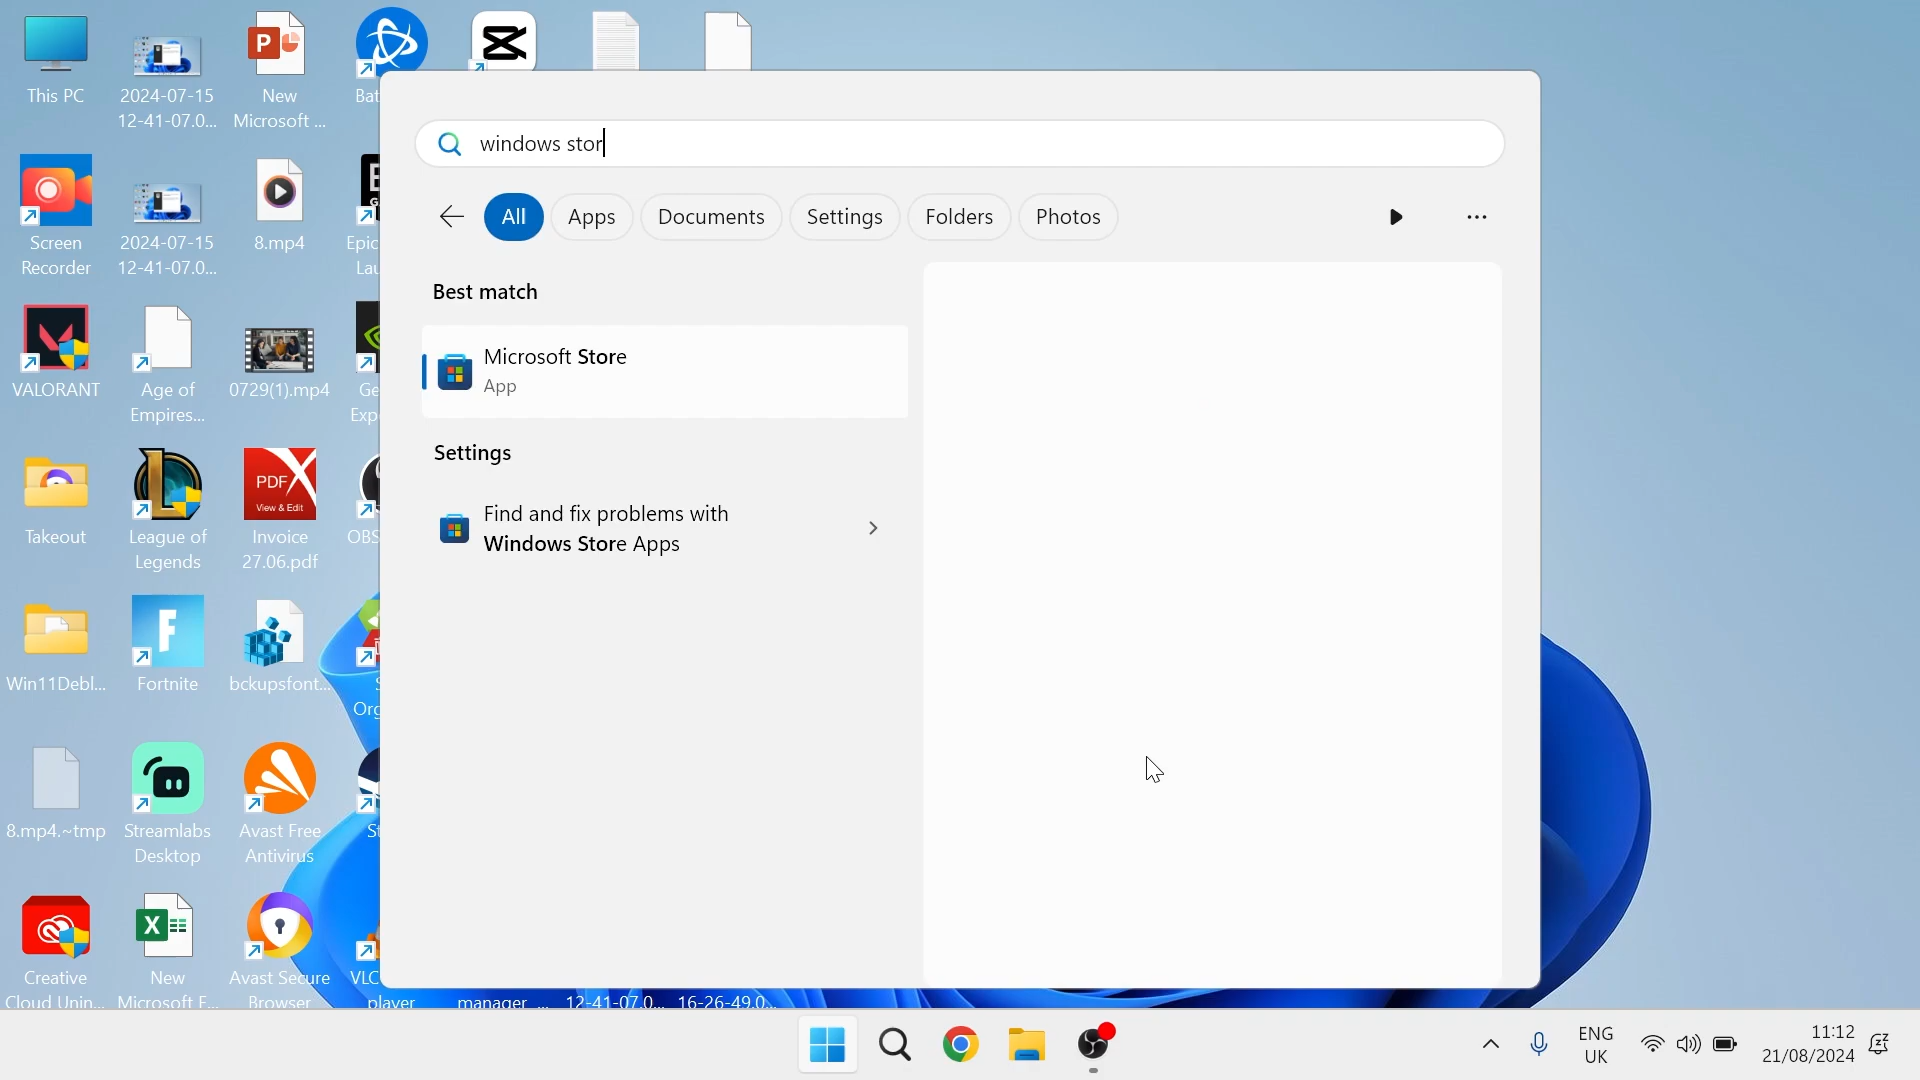 This PC
2024-07-15
12-41-07.0...
New
Microsoft ...
Bat
windows stor
All
Apps
Documents
Settings
Folders
Photos
Best match
Microsoft Store
App
Settings
Find and fix problems with
Windows Store Apps
Screen
Recorder
2024-07-15
12-41-07.0...
8.mp4
Epic
Lau
VALORANT
Age of
Empires...
0729(1).mp4
Ge
Exp
Takeout
League of
Legends
PDF
View & Edit
Invoice
27.06.pdf
OBS
Win11Debl...
Fortnite
bckupsfont...
S
Org
8.mp4.~tmp
Streamlabs
Desktop
Avast Free
Antivirus
St
Creative
Cloud Unin...
New
Microsoft E...
Avast Secure
Browser
VLC
player
manager ...
12-41-07.0...
16-26-49.0...
ENG
UK
11:12
21/08/2024